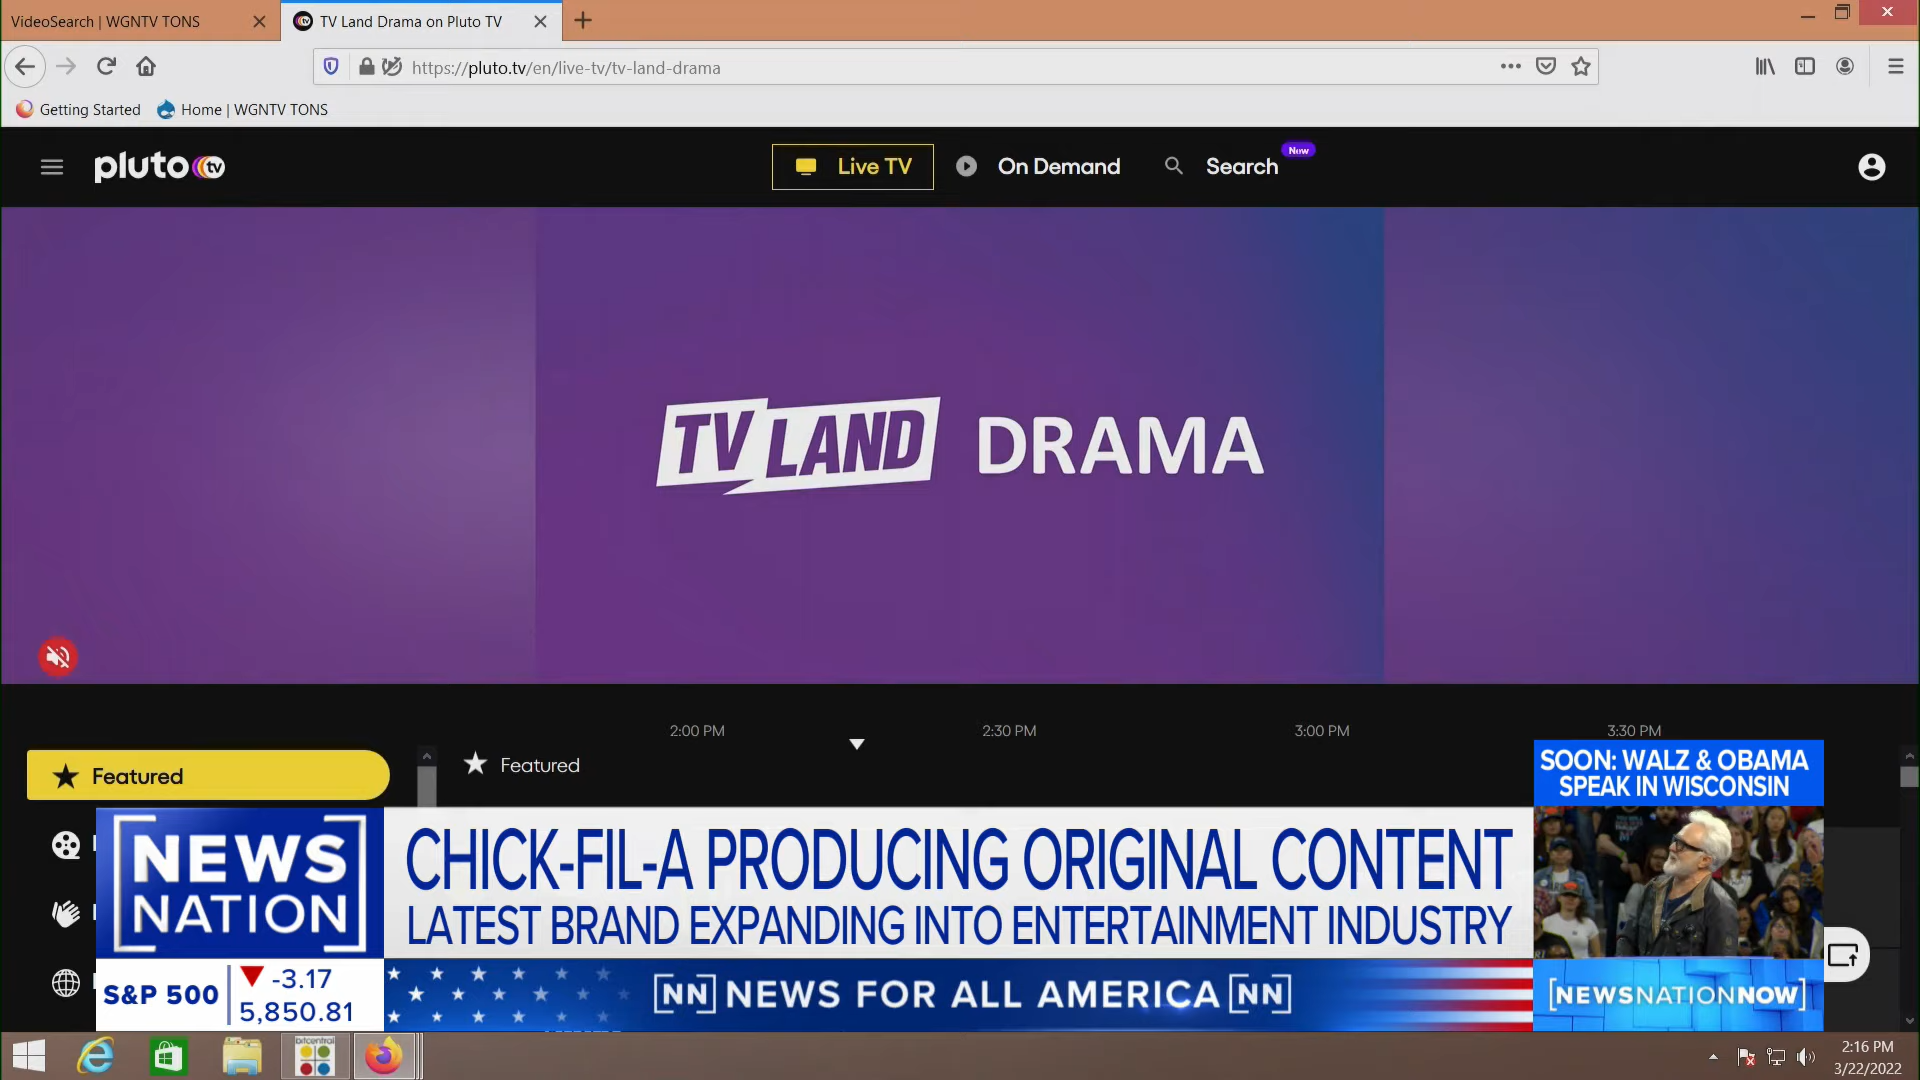 VideoSearch | WGNTV TONS
TV Land Drama on Pluto TV
https://pluto.tv/en/live-tv/tv-land-drama
Getting Started
Home | WGNTV TONS
pluto tv
Live TV
On Demand
Search
New
TV LAND DRAMA
2:00 PM
2:30 PM
3:00 PM
3:30 PM
Featured
Featured
SOON: WALZ & OBAMA
SPEAK IN WISCONSIN
NEWS
NATION
CHICK-FIL-A PRODUCING ORIGINAL CONTENT
LATEST BRAND EXPANDING INTO ENTERTAINMENT INDUSTRY
S&P 500
-3.17
5,850.81
[NN] NEWS FOR ALL AMERICA [NN]
[NEWSNATIONNOW]
bitcentral
2:16 PM
3/22/2022